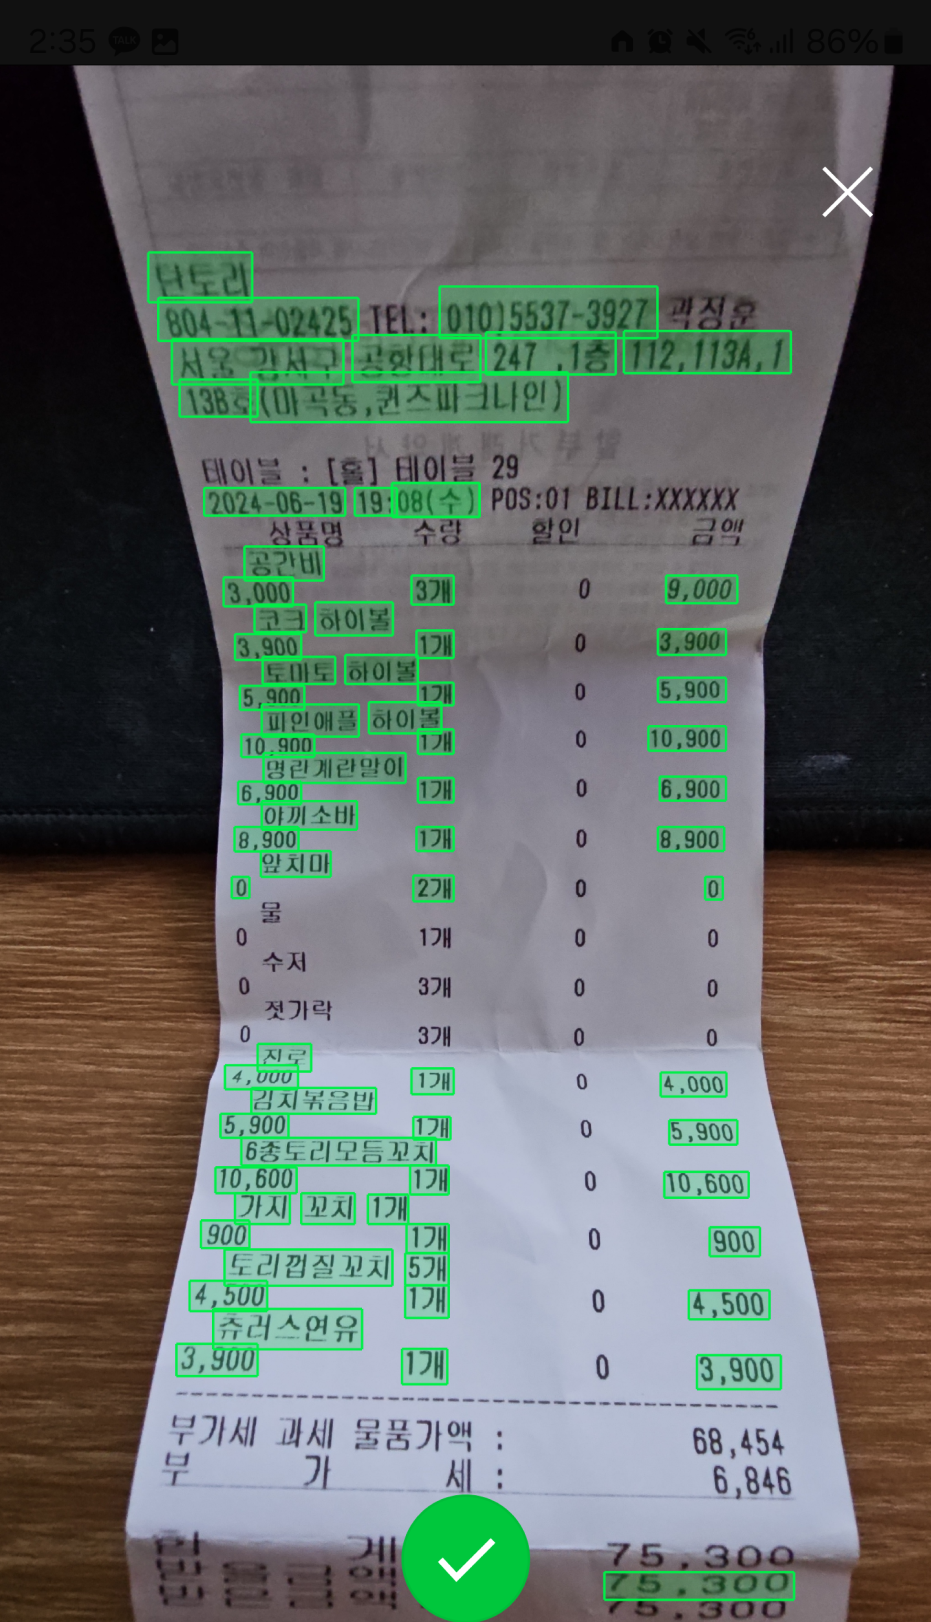 2:35 TALK 86%
단토리
804-11-02425 TEL: 010)5537-3927 곽정훈
서울 강서구 공항대로 247 ,1층 112,113A,1
13B호(마곡동,퀸즈파크나인)
테이블 : [홀] 테이블 29
2024-06-19 19:08(수) POS:01 BILL:XXXXXX
상품명 수량 할인 금액
공간비
3,000 3개 0 9,000
코크 하이볼
3,900 1개 0 3,900
토마토 하이볼
5,900 1개 0 5,900
파인애플 하이볼
10,900 1개 0 10,900
명란계란말이
6,900 1개 0 6,900
야끼소바
8,900 1개 0 8,900
앞치마
0 2개 0 0
물
0 1개 0 0
수저
0 3개 0 0
젓가락
0 3개 0 0
진로
4,000 1개 0 4,000
김치볶음밥
5,900 1개 0 5,900
6종토리모듬꼬치
10,600 1개 0 10,600
가지 꼬치 1개
900 1개 0 900
토리껍질꼬치 5개
4,500 1개 0 4,500
츄러스연유
3,900 1개 0 3,900
부가세 과세 물품가액 : 68,454
부 가 세 : 6,846
합 계 75,300
받을금액 75,300
받은금액 75,300